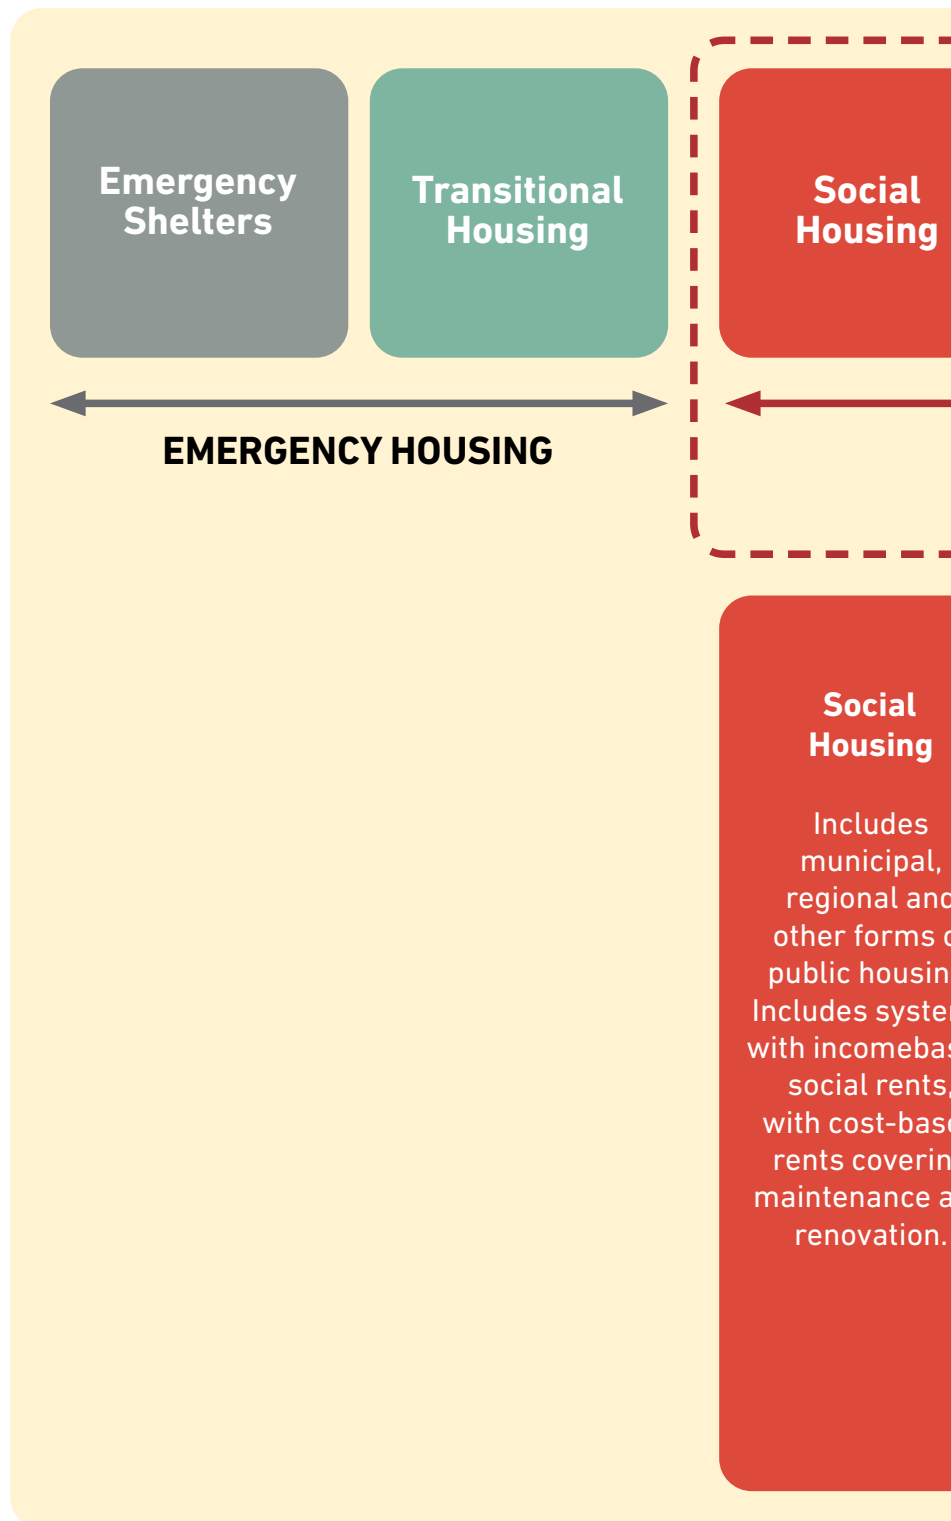 Emergency
Shelters
Transitional
Housing
Social
Housing
EMERGENCY HOUSING
Social
Housing
Includes
municipal,
regional and
other forms
public
Includes
with
social rents,
with
rents
maintenance
renovation.